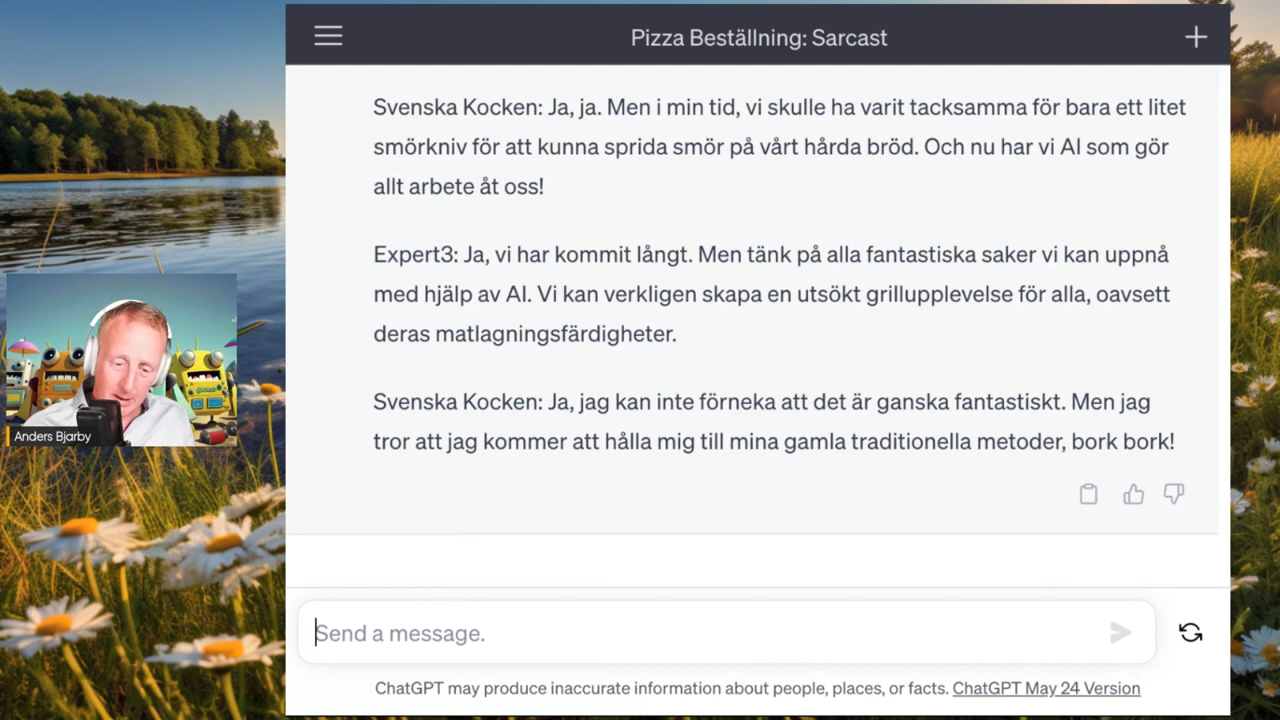 Pizza Beställning: Sarcast
Svenska Kocken: Ja, ja. Men i min tid, vi skulle ha varit tacksamma för bara ett litet
smörkniv för att kunna sprida smör på vårt hårda bröd. Och nu har vi AI som gör
allt arbete åt oss!
Expert3: Ja, vi har kommit långt. Men tänk på alla fantastiska saker vi kan uppnå
med hjälp av AI. Vi kan verkligen skapa en utsökt grillupplevelse för alla, oavsett
deras matlagningsfärdigheter.
Svenska Kocken: Ja, jag kan inte förneka att det är ganska fantastiskt. Men jag
tror att jag kommer att hålla mig till mina gamla traditionella metoder, bork bork!
Anders Bjarby
Send a message.
ChatGPT may produce inaccurate information about people, places, or facts. ChatGPT May 24 Version